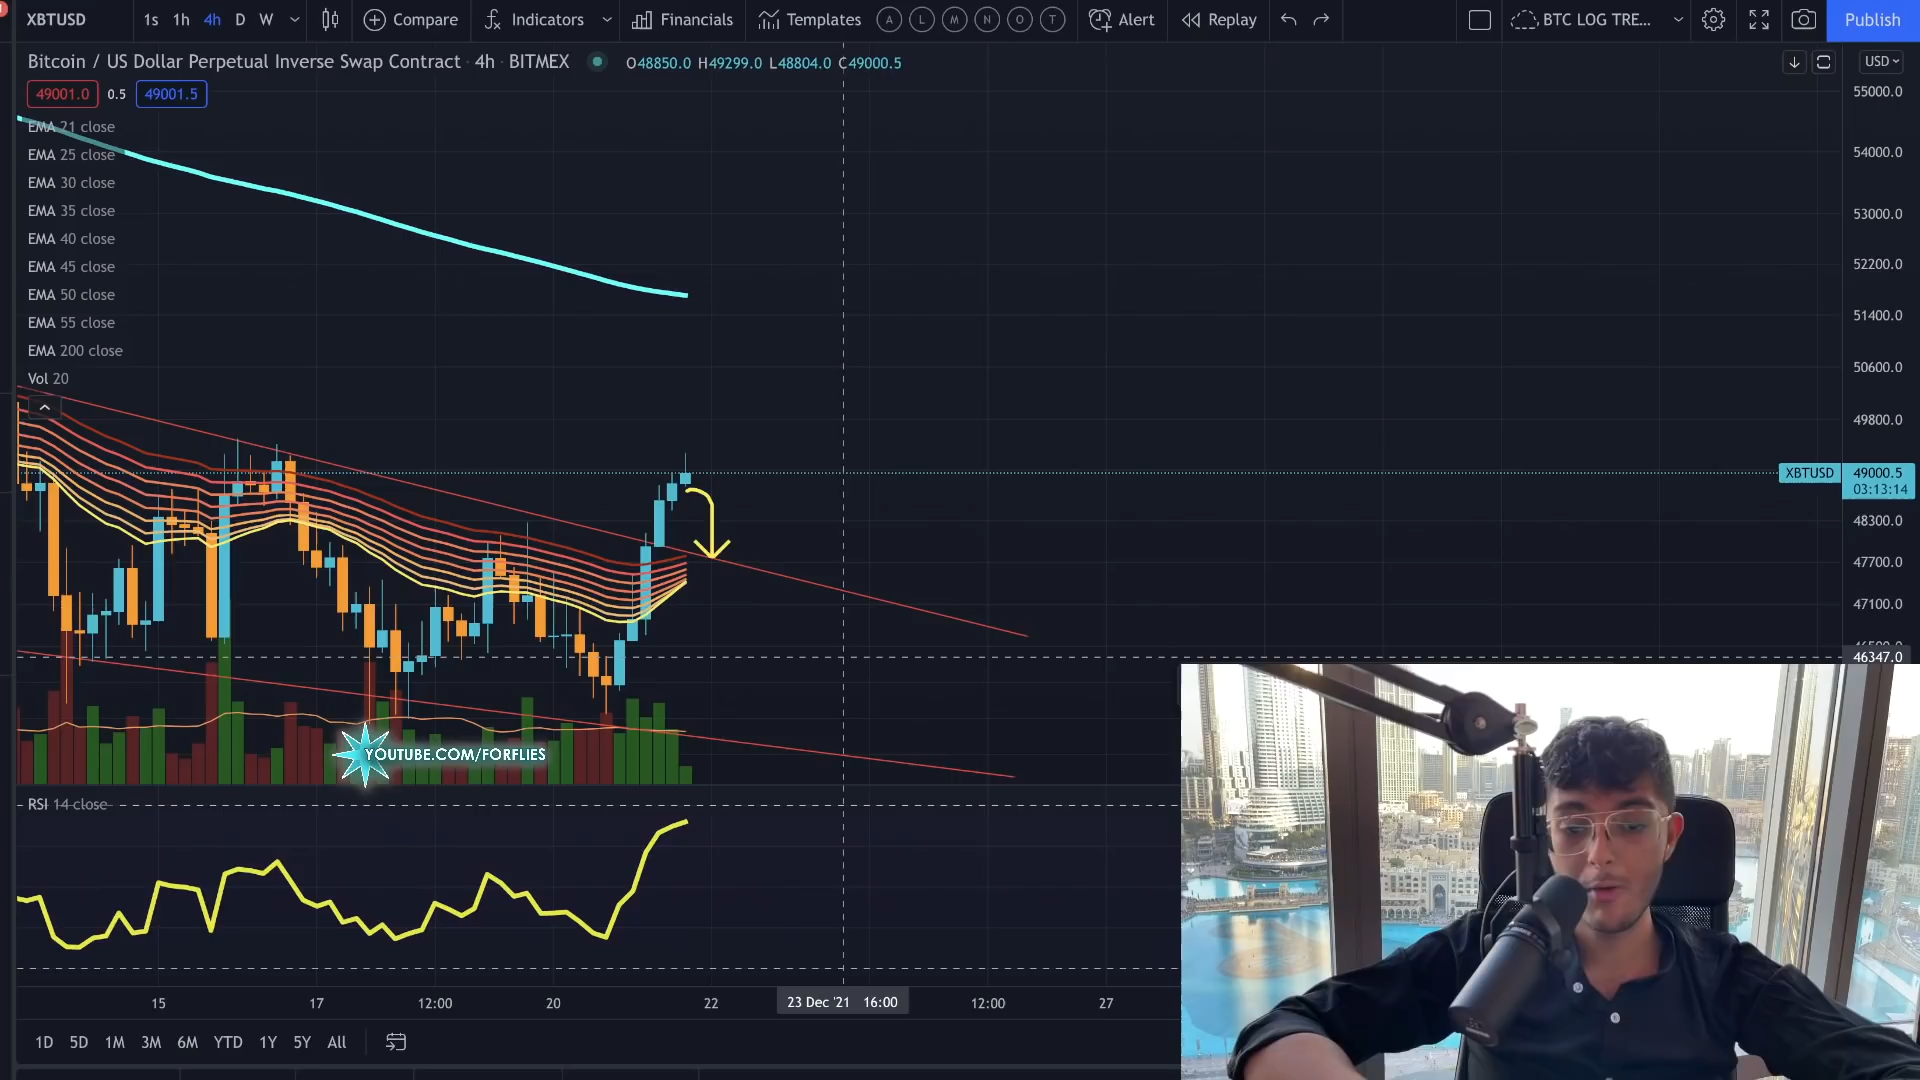 XBTUSD 1s 1h 4h D W Compare Indicators Financials Templates A L M N O T Alert Replay BTC LOG TRE... Publish
Bitcoin / US Dollar Perpetual Inverse Swap Contract · 4h · BITMEX O48850.0 H49299.0 L48804.0 C49000.5 USD
49001.0 0.5 49001.5
55000.0
EMA 21 close
EMA 25 close
54000.0
EMA 30 close
EMA 35 close
53000.0
EMA 40 close
EMA 45 close
52200.0
EMA 50 close
51400.0
EMA 55 close
EMA 200 close
50600.0
Vol 20
49800.0
XBTUSD 49000.5
03:13:14
48300.0
47700.0
47100.0
46500.0
46347.0
YOUTUBE.COM/FORFLIES
RSI 14 close
15 17 12:00 20 22 23 Dec '21 16:00 12:00 27
1D 5D 1M 3M 6M YTD 1Y 5Y All